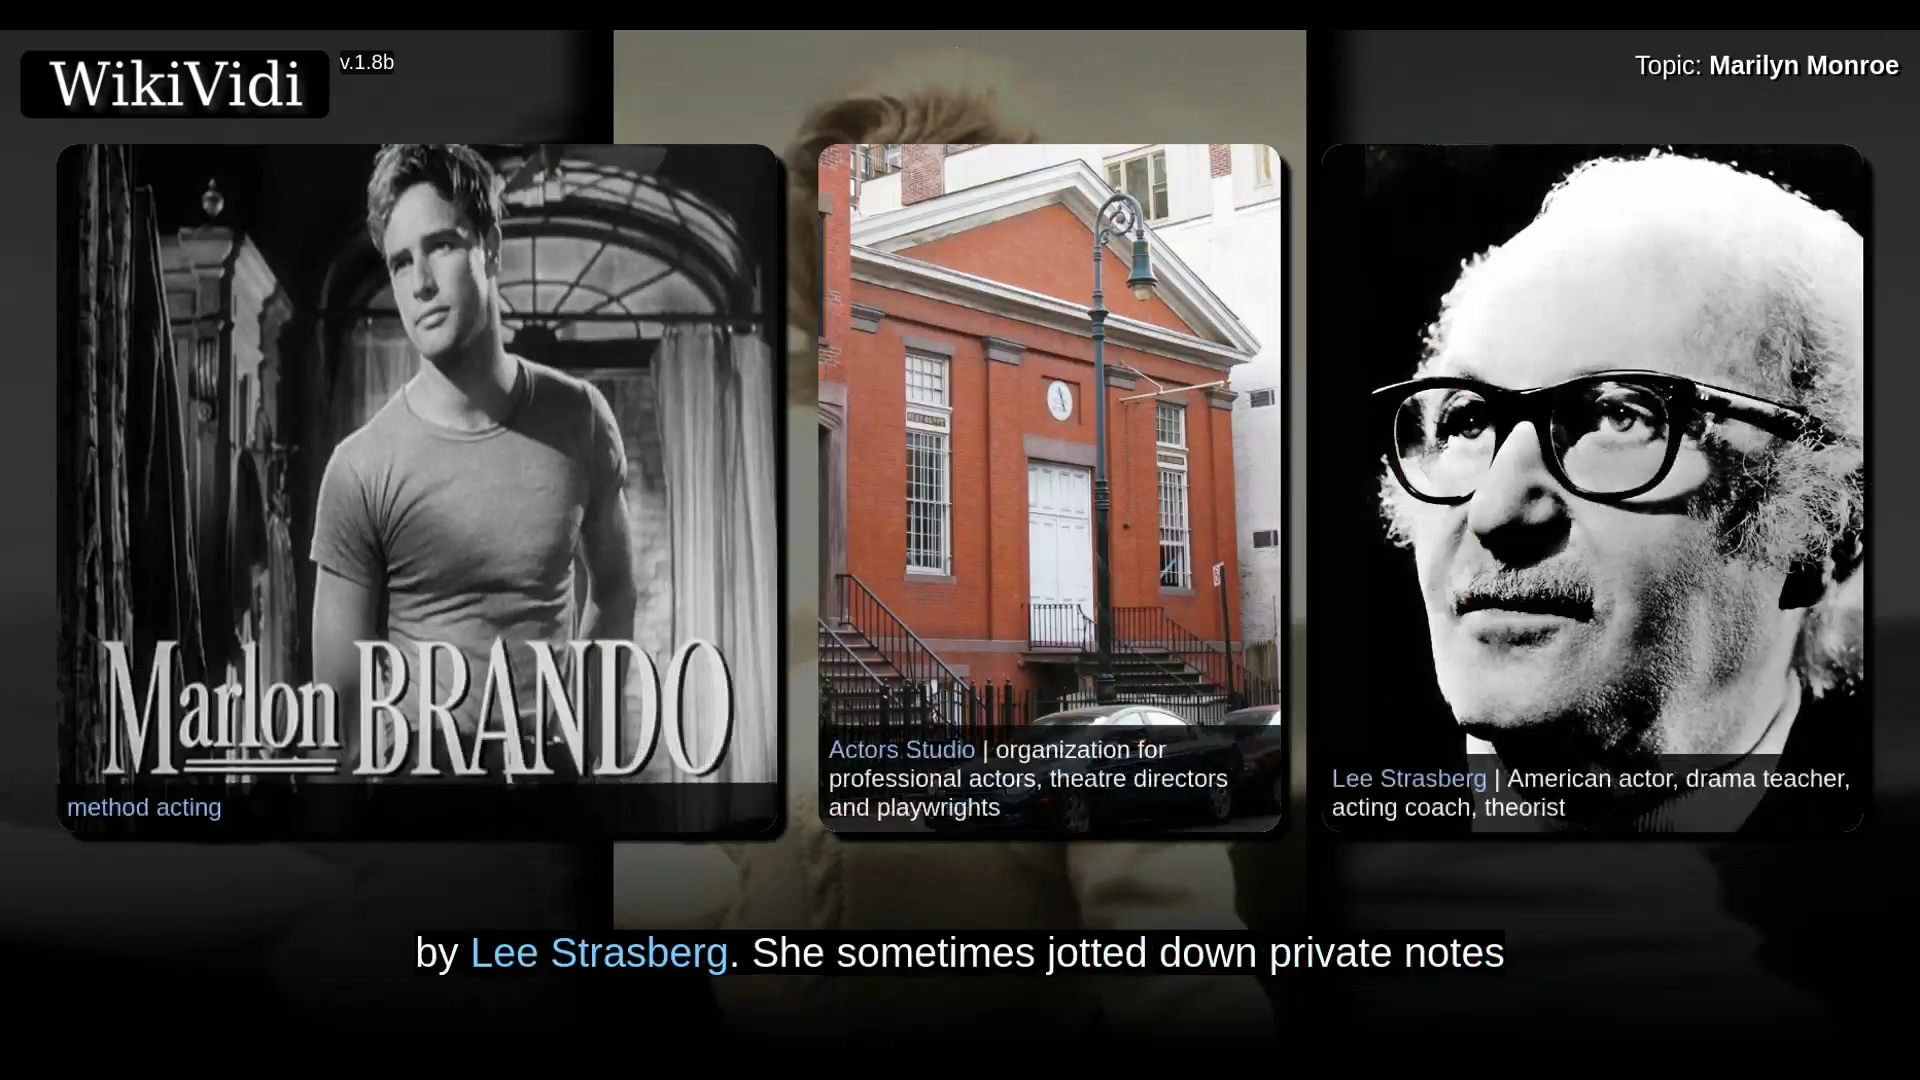 WikiVidi
v.1.8b
Topic: Marilyn Monroe
Marlon BRANDO
method acting
Actors Studio | organization for
professional actors, theatre directors
and playwrights
Lee Strasberg | American actor, drama teacher,
acting coach, theorist
by Lee Strasberg. She sometimes jotted down private notes